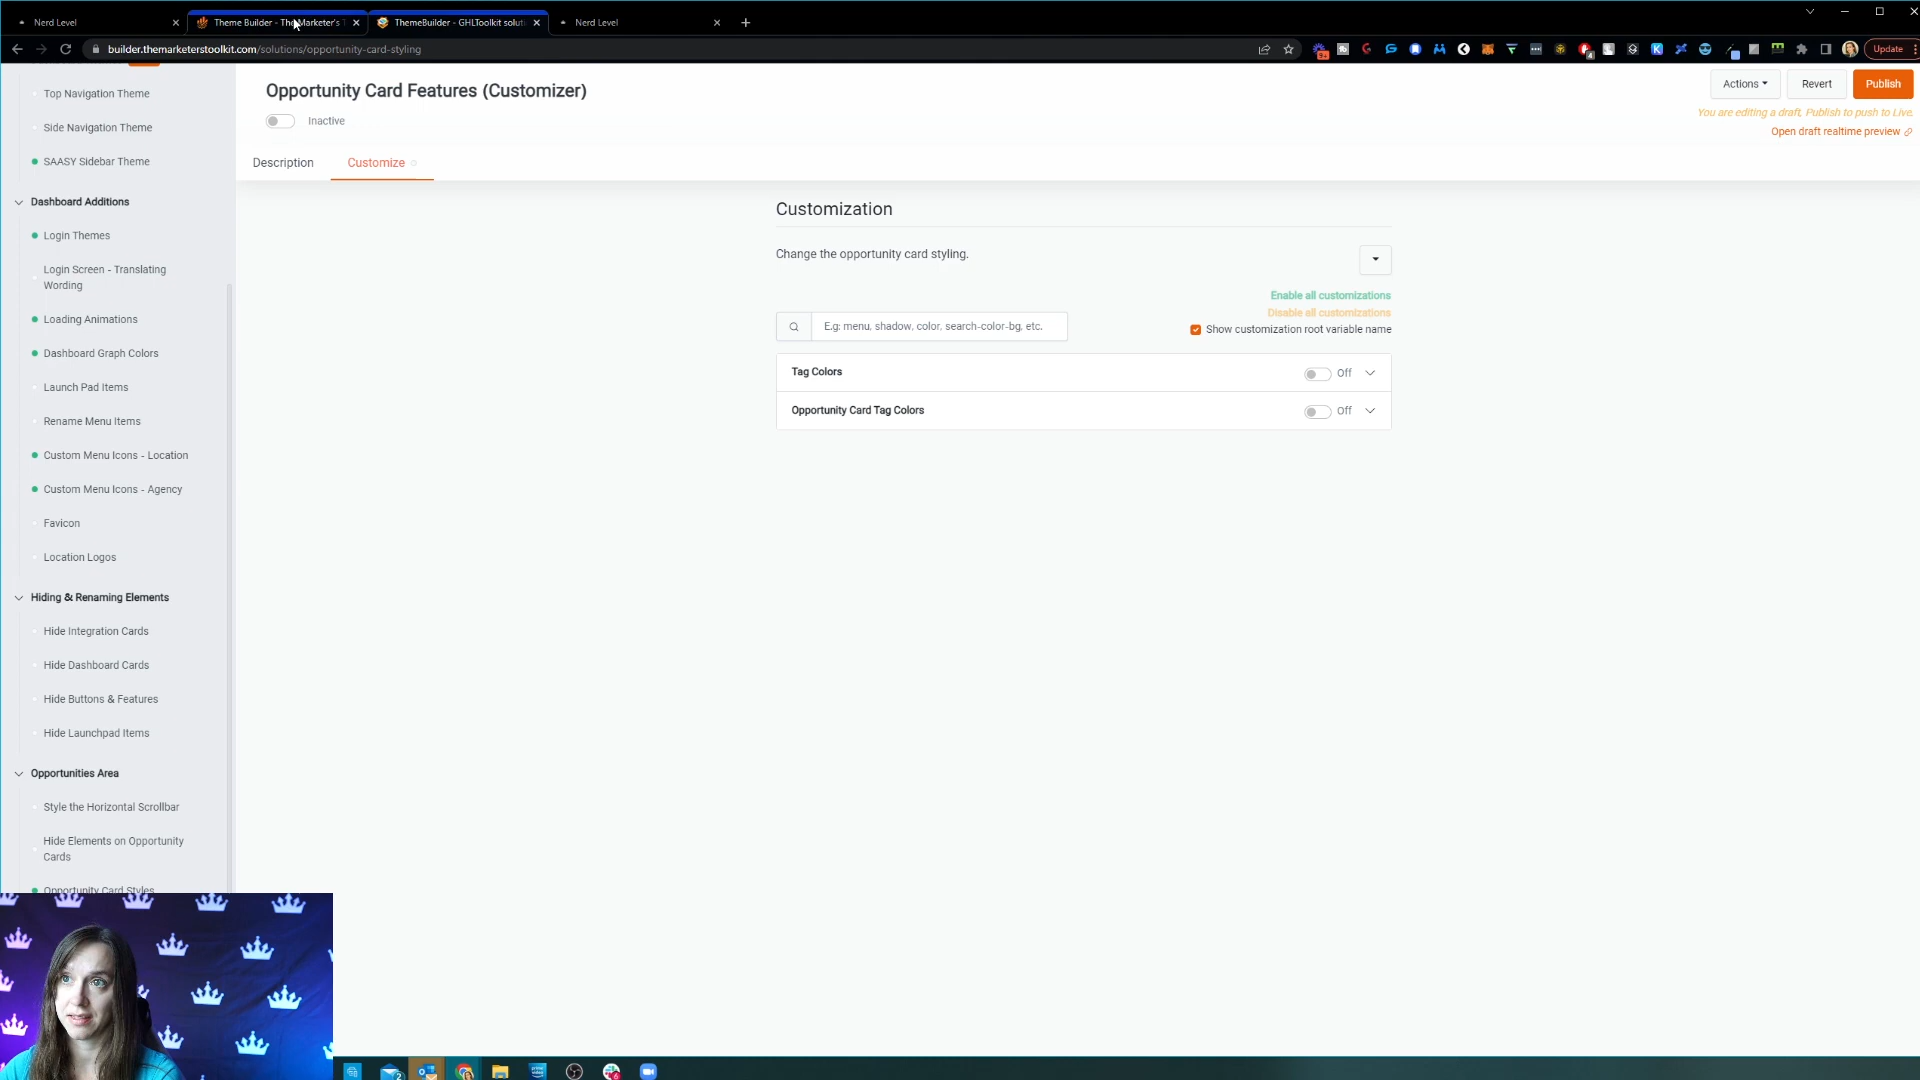 Nerd Level
Theme Builder - The Marketer's T
ThemeBuilder - GHLToolkit soluti
Nerd Level
builder.themarketerstoolkit.com/solutions/opportunity-card-styling
Update
Top Navigation Theme
Side Navigation Theme
SAASY Sidebar Theme
Dashboard Additions
Login Themes
Login Screen - Translating
Wording
Loading Animations
Dashboard Graph Colors
Launch Pad Items
Rename Menu Items
Custom Menu Icons - Location
Custom Menu Icons - Agency
Favicon
Location Logos
Hiding & Renaming Elements
Hide Integration Cards
Hide Dashboard Cards
Hide Buttons & Features
Hide Launchpad Items
Opportunities Area
Style the Horizontal Scrollbar
Hide Elements on Opportunity
Cards
Opportunity Card Styles
Opportunity Card Features (Customizer)
Inactive
Actions
Revert
Publish
You are editing a draft, Publish to push to Live.
Open draft realtime preview
Description
Customize
Customization
Change the opportunity card styling.
Enable all customizations
Disable all customizations
E.g: menu, shadow, color, search-color-bg, etc.
Show customization root variable name
Tag Colors
Off
Opportunity Card Tag Colors
Off